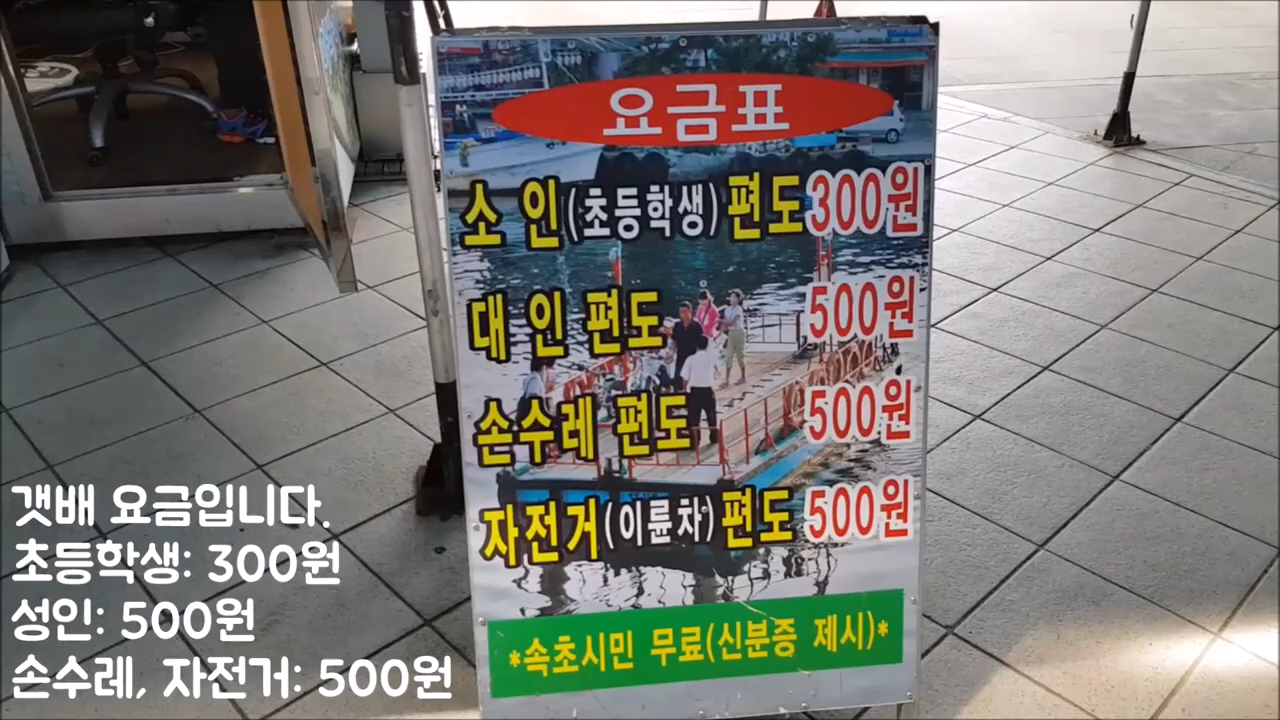 요금표
소 인(초등학생) 편도 300원
대 인 편도 500원
손수레 편도 500원
자전거(이륜차) 편도 500원
*속초시민 무료(신분증 제시)*
갯배 요금입니다.
초등학생: 300원
성인: 500원
손수레, 자전거: 500원